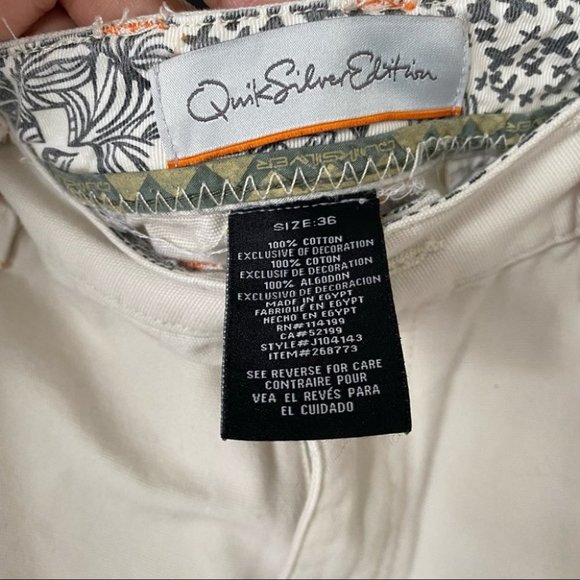 QuikSilverEdition
QUIKSILVER
SIZE:36
100% COTTON
EXCLUSIVE OF DECORATION
100% COTON
EXCLUSIF DE DECORATION
100% ALGODON
EXCLUSIVO DE DECORACION
MADE IN EGYPT
FABRIQUE EN EGYPT
HECHO EN EGYPT
RN#114199
CA#52199
STYLE#J104143
ITEM#268773
SEE REVERSE FOR CARE
CONTRAIRE POUR
VEA EL REVÉS PARA
EL CUIDADO